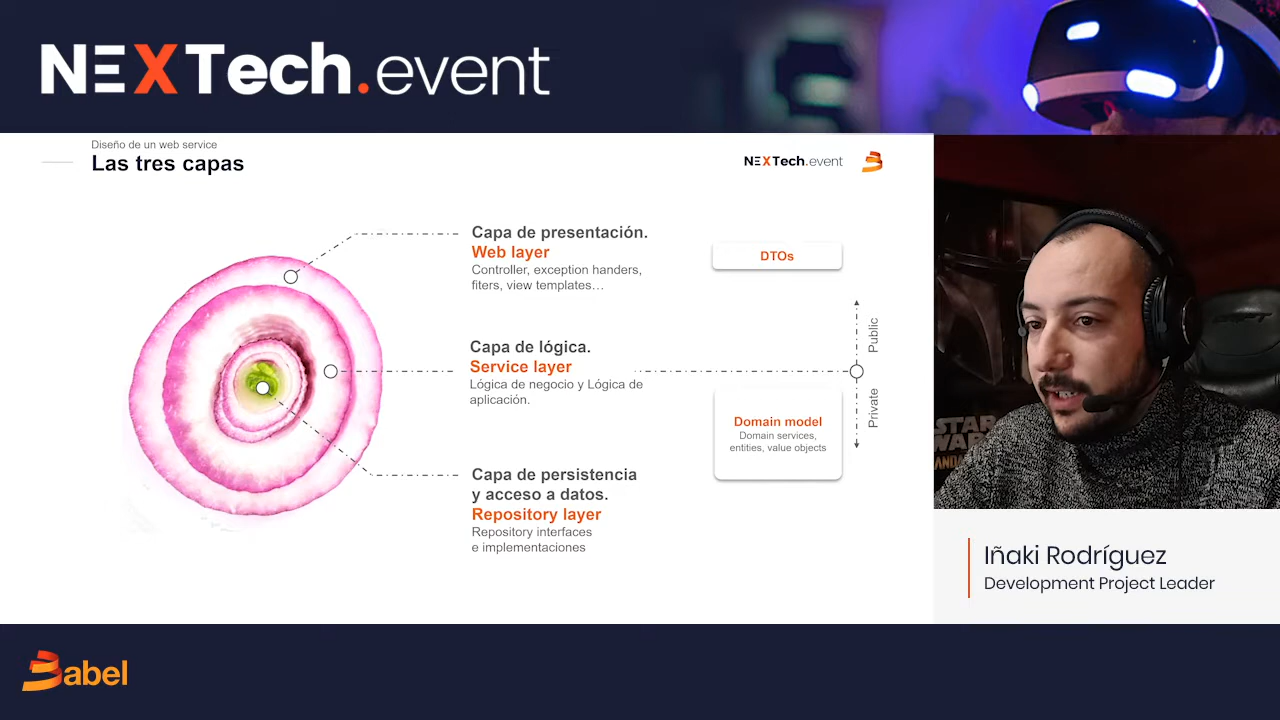 NEXTech.event
Diseño de un web service
Las tres capas
NEXTech.event
Capa de presentación.
Web layer
Controller, exception handers,
fiters, view templates…
DTOs
Public
Capa de lógica.
Service layer
Lógica de negocio y Lógica de
aplicación.
Private
Domain model
Domain services,
entities, value objects
Capa de persistencia
y acceso a datos.
Repository layer
Repository interfaces
e implementaciones
STAR
WARS
Iñaki Rodríguez
Development Project Leader
Babel